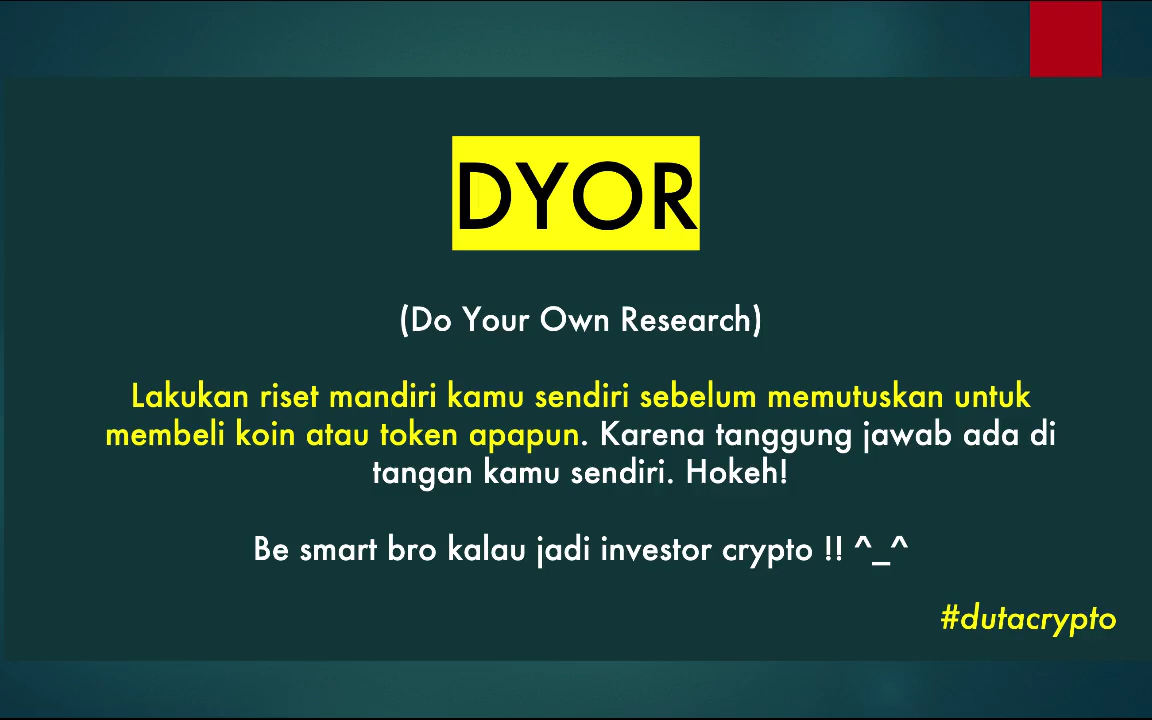 DYOR
(Do Your Own Research)
Lakukan riset mandiri kamu sendiri sebelum memutuskan untuk
membeli koin atau token apapun. Karena tanggung jawab ada di
tangan kamu sendiri. Hokeh!
Be smart bro kalau jadi investor crypto !! ^_^
#dutacrypto